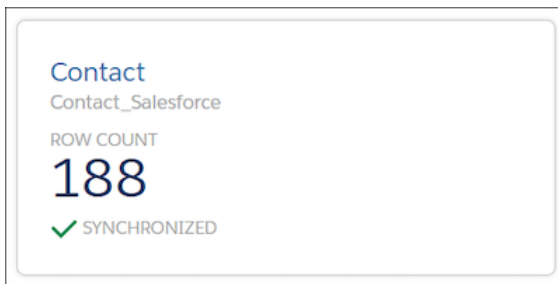 Contact
Contact_Salesforce
ROW COUNT
188
SYNCHRONIZED